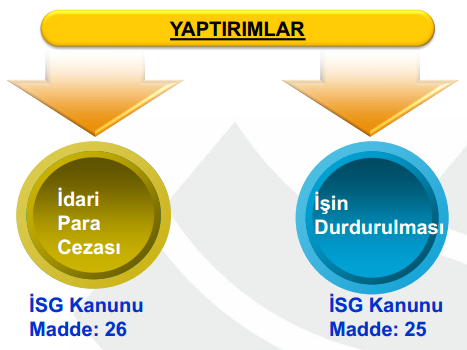 YAPTIRIMLAR
İdari
Para
Cezası
İSG Kanunu
Madde: 26
İşin
Durdurulması
İSG Kanunu
Madde: 25